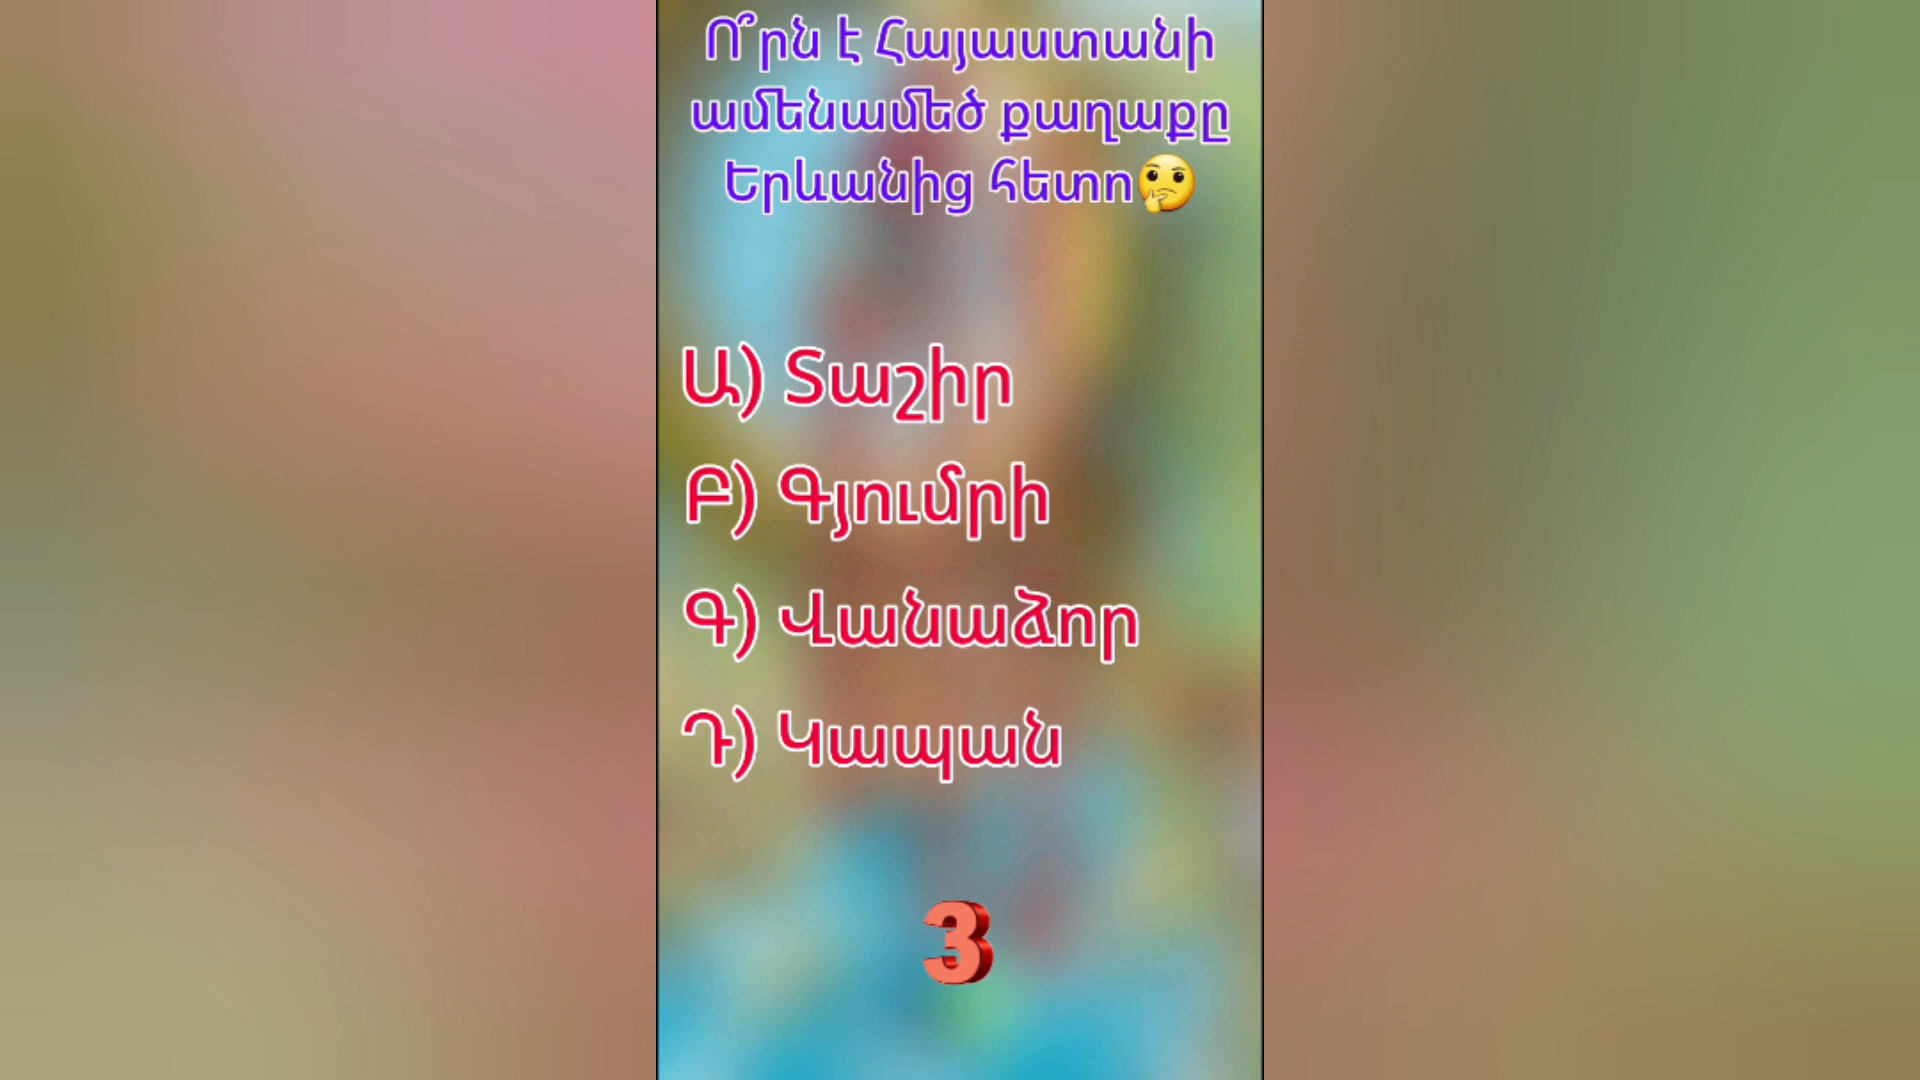 Ո՞րն է Հայաստանի
ամենամեծ քաղաքը
Երևանից հետո🤔
Ա) Տաշիր
Բ) Գյումրի
Գ) Վանաձոր
Դ) Կապան
3